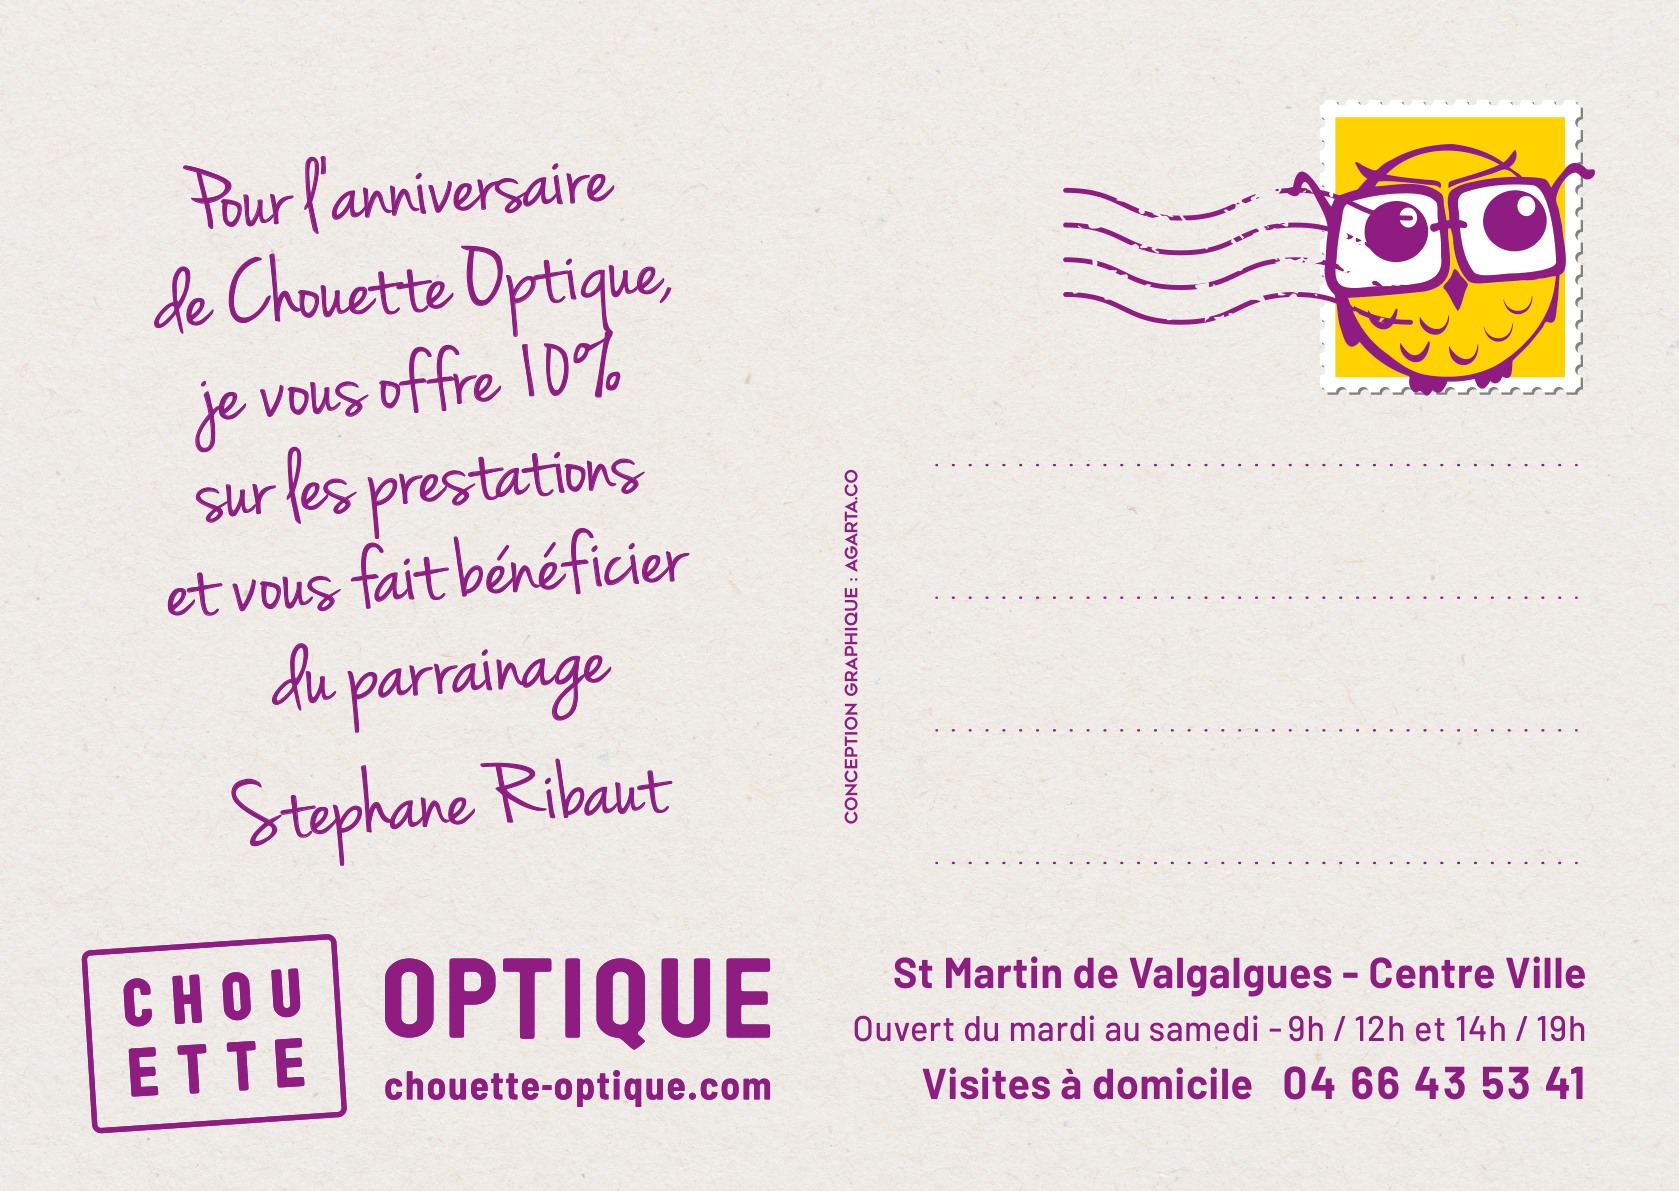 Pour l'anniversaire
de Chouette Optique,
je vous offre 10%
sur les prestations
et vous fait bénéficier
du parrainage
Stephane Ribaut
CONCEPTION GRAPHIQUE : AGARTA.CO
CHOU
ETTE
OPTIQUE
chouette-optique.com
St Martin de Valgalgues - Centre Ville
Ouvert du mardi au samedi - 9h / 12h et 14h / 19h
Visites à domicile 04 66 43 53 41